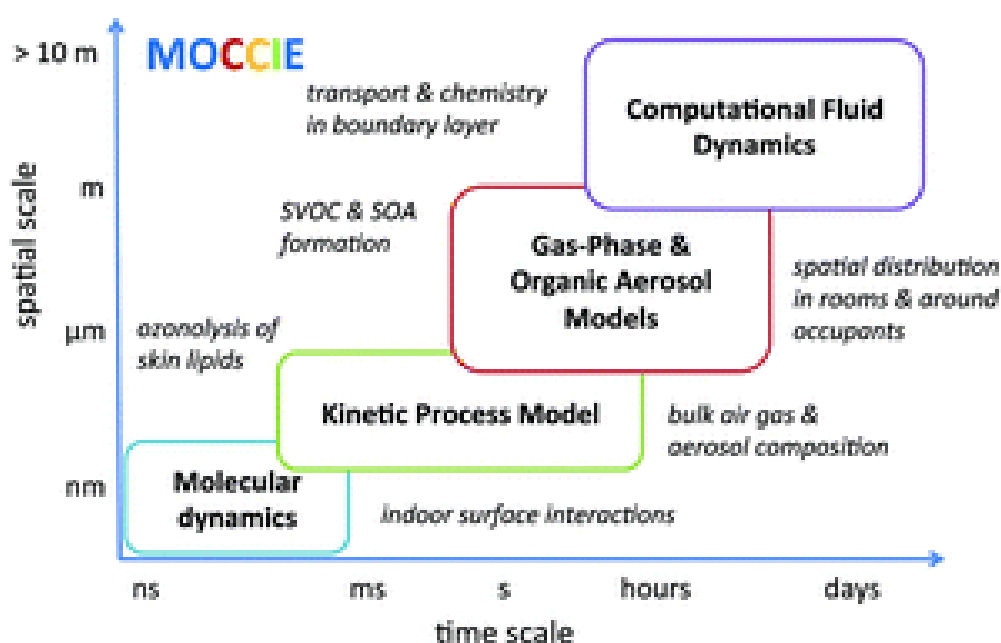 > 10 m
MOCCIE
transport & chemistry
in boundary layer
Computational Fluid
Dynamics
m
SVOC & SOA
formation
Gas-Phase &
Organic Aerosol
Models
spatial distribution
in rooms & around
occupants
spatial scale
μm
ozonolysis of
skin lipids
Kinetic Process Model
bulk air gas &
aerosol composition
nm
Molecular
dynamics
indoor surface interactions
ns
ms
s
hours
days
time scale